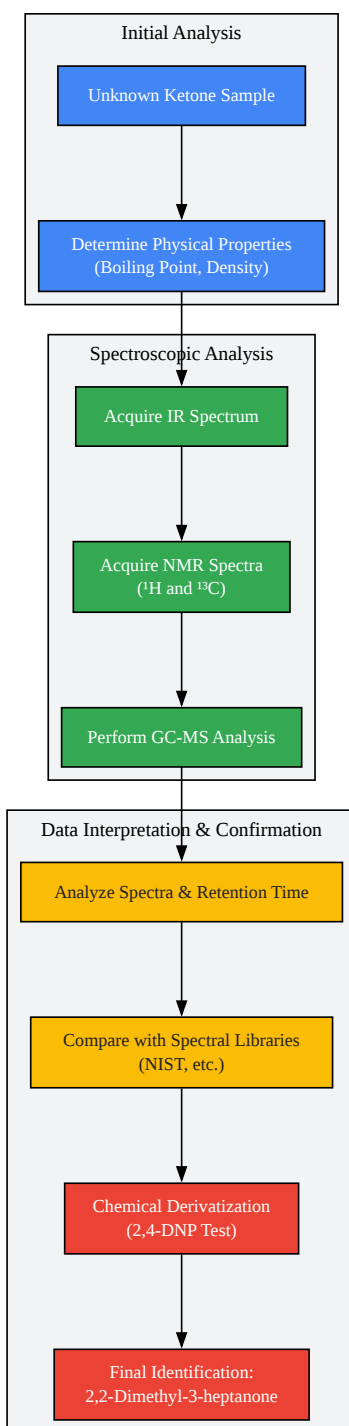 Initial Analysis
Unknown Ketone Sample
Determine Physical Properties
(Boiling Point, Density)
Spectroscopic Analysis
Acquire IR Spectrum
Acquire NMR Spectra
(¹H and ¹³C)
Perform GC-MS Analysis
Data Interpretation & Confirmation
Analyze Spectra & Retention Time
Compare with Spectral Libraries
(NIST, etc.)
Chemical Derivatization
(2,4-DNP Test)
Final Identification:
2,2-Dimethyl-3-heptanone